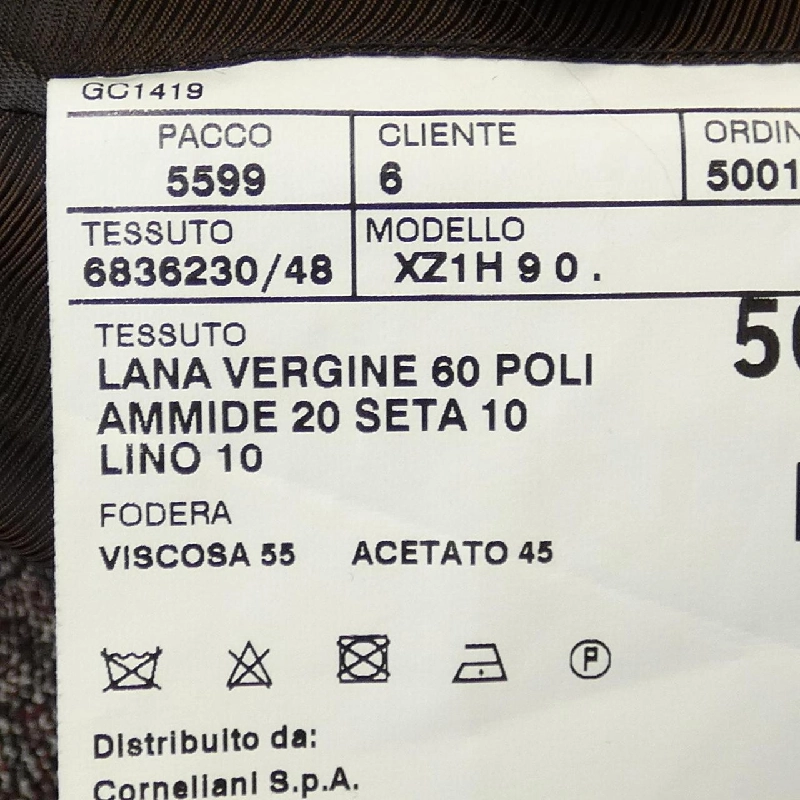 GC1419
PACCO CLIENTE ORDIN
5599 6 5001
TESSUTO MODELLO
6836230/48 XZ1H 9 0 .
TESSUTO
LANA VERGINE 60 POLI
AMMIDE 20 SETA 10
LINO 10
FODERA
VISCOSA 55 ACETATO 45
P
Distribuito da:
Corneliani S.p.A.